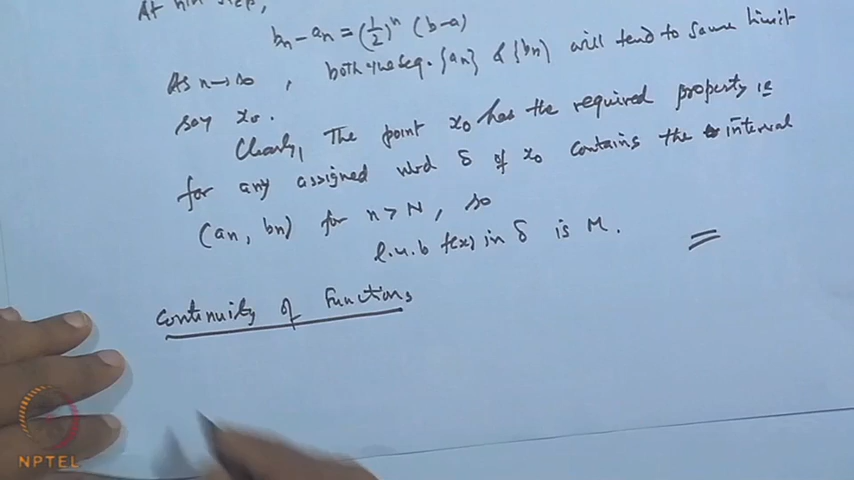 At nth step,
bn - an = (1/2)^n (b-a)
As n→∞, both the seq. {an} & {bn} will tend to same limit
say x0.
Clearly, The point x0 has the required property ie
for any assigned nbd δ of x0 contains the interval
(an, bn) for n > N, so
l.u.b f(x) in δ is M.
Continuity of Functions
NPTEL